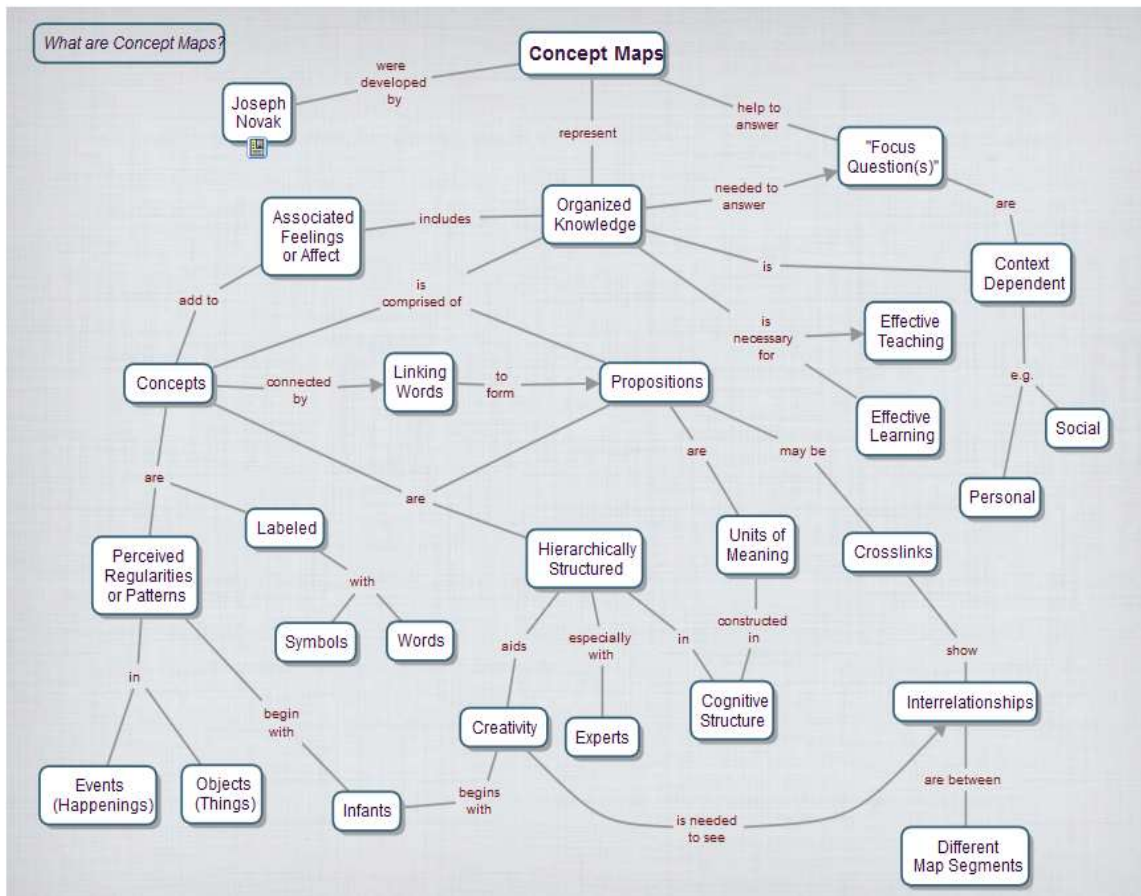 What are Concept Maps?
Concept Maps
were
developed
by
Joseph
Novak
help to
answer
represent
"Focus
Question(s)"
needed to
answer
Organized
Knowledge
includes
Associated
Feelings
or Affect
are
is
Context
Dependent
is
comprised of
add to
is
necessary
for
Effective
Teaching
Concepts
connected
by
Linking
Words
to
form
Propositions
e.g.
Effective
Learning
Social
are
are
are
may be
Personal
Labeled
Perceived
Regularities
or Patterns
Hierarchically
Structured
Units of
Meaning
Crosslinks
with
Symbols
Words
aids
especially
with
in
constructed
in
show
in
begin
with
Creativity
Experts
Cognitive
Structure
Interrelationships
Events
(Happenings)
Objects
(Things)
Infants
begins
with
is needed
to see
are between
Different
Map Segments